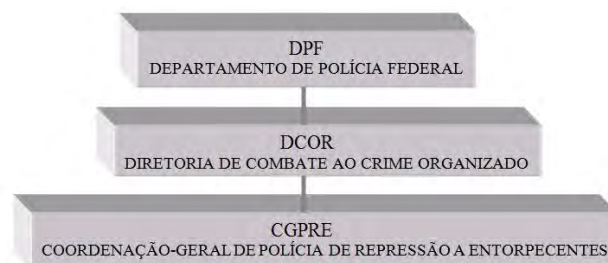 DPF
DEPARTAMENTO DE POLÍCIA FEDERAL
DCOR
DIRETORIA DE COMBATE AO CRIME ORGANIZADO
CGPRE
COORDENAÇÃO-GERAL DE POLÍCIA DE REPRESSÃO A ENTORPECENTES